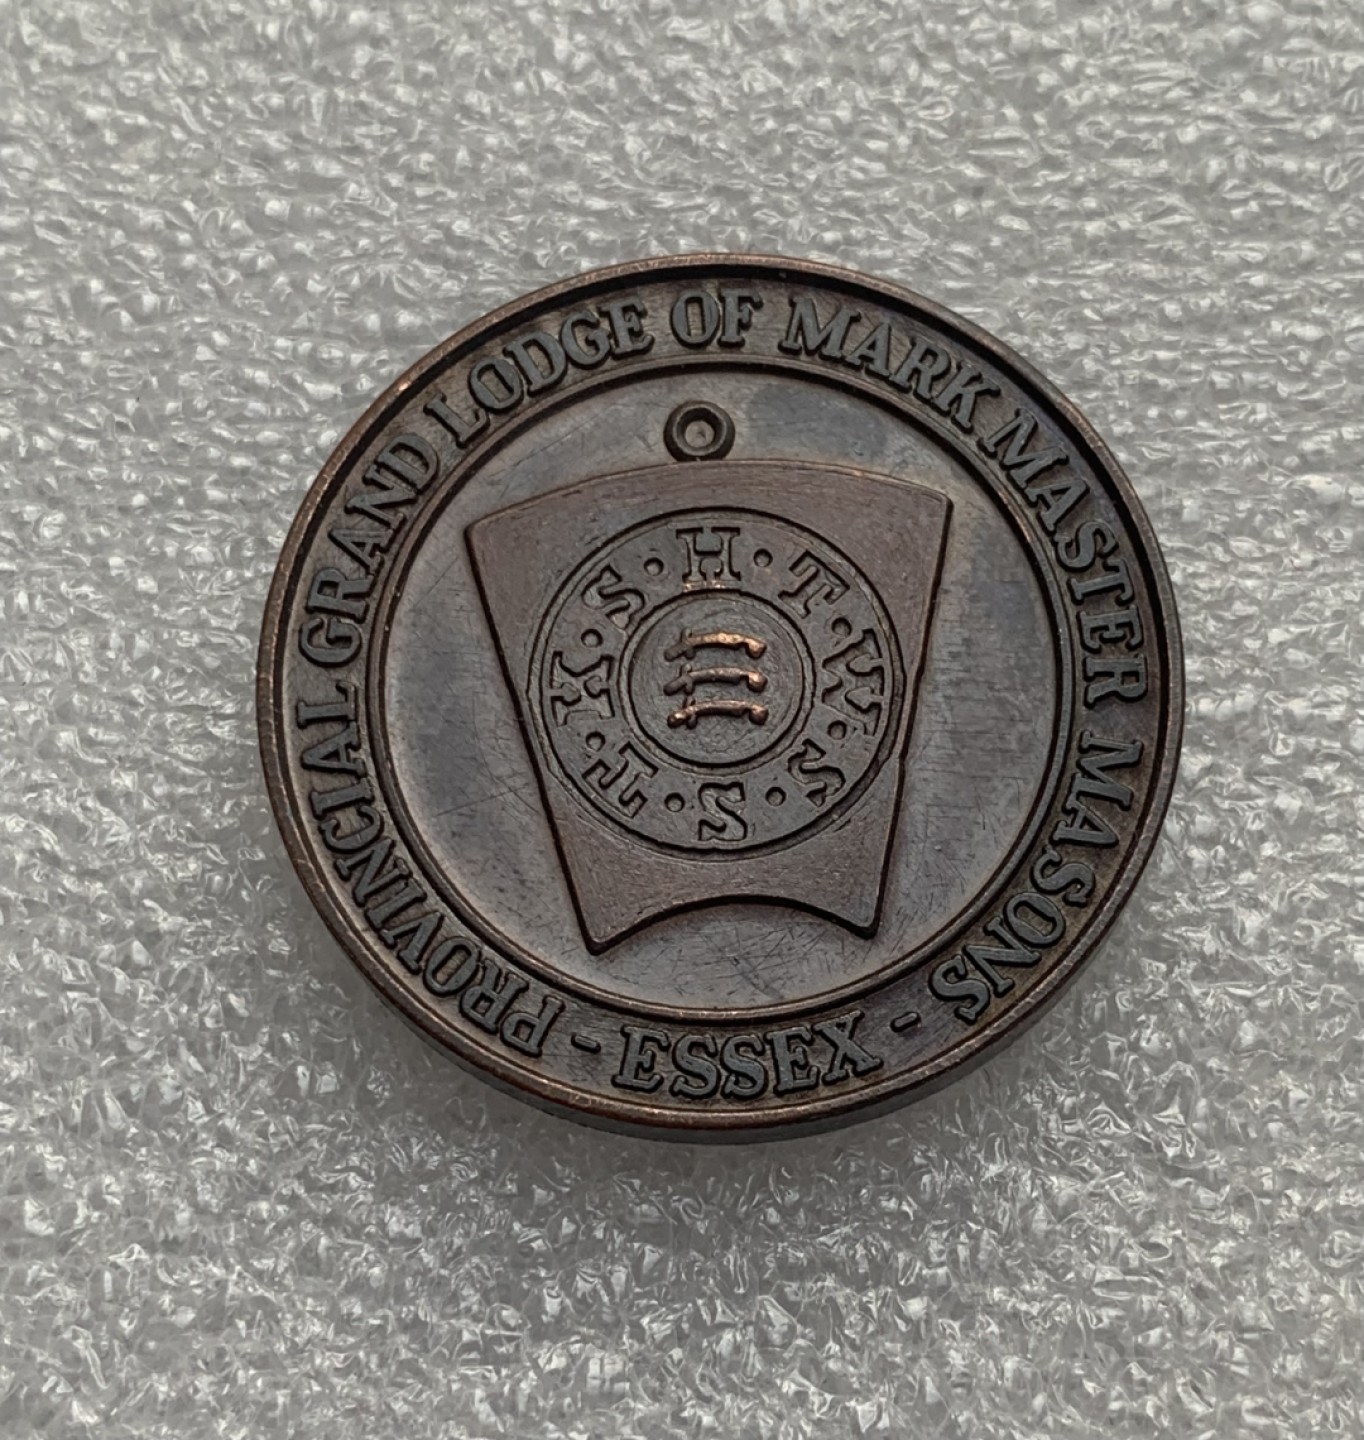 PROVINCIAL GRAND LODGE OF MARK MASTER MASONS
- ESSEX -
H · T · W · S · S · T · K · S ·